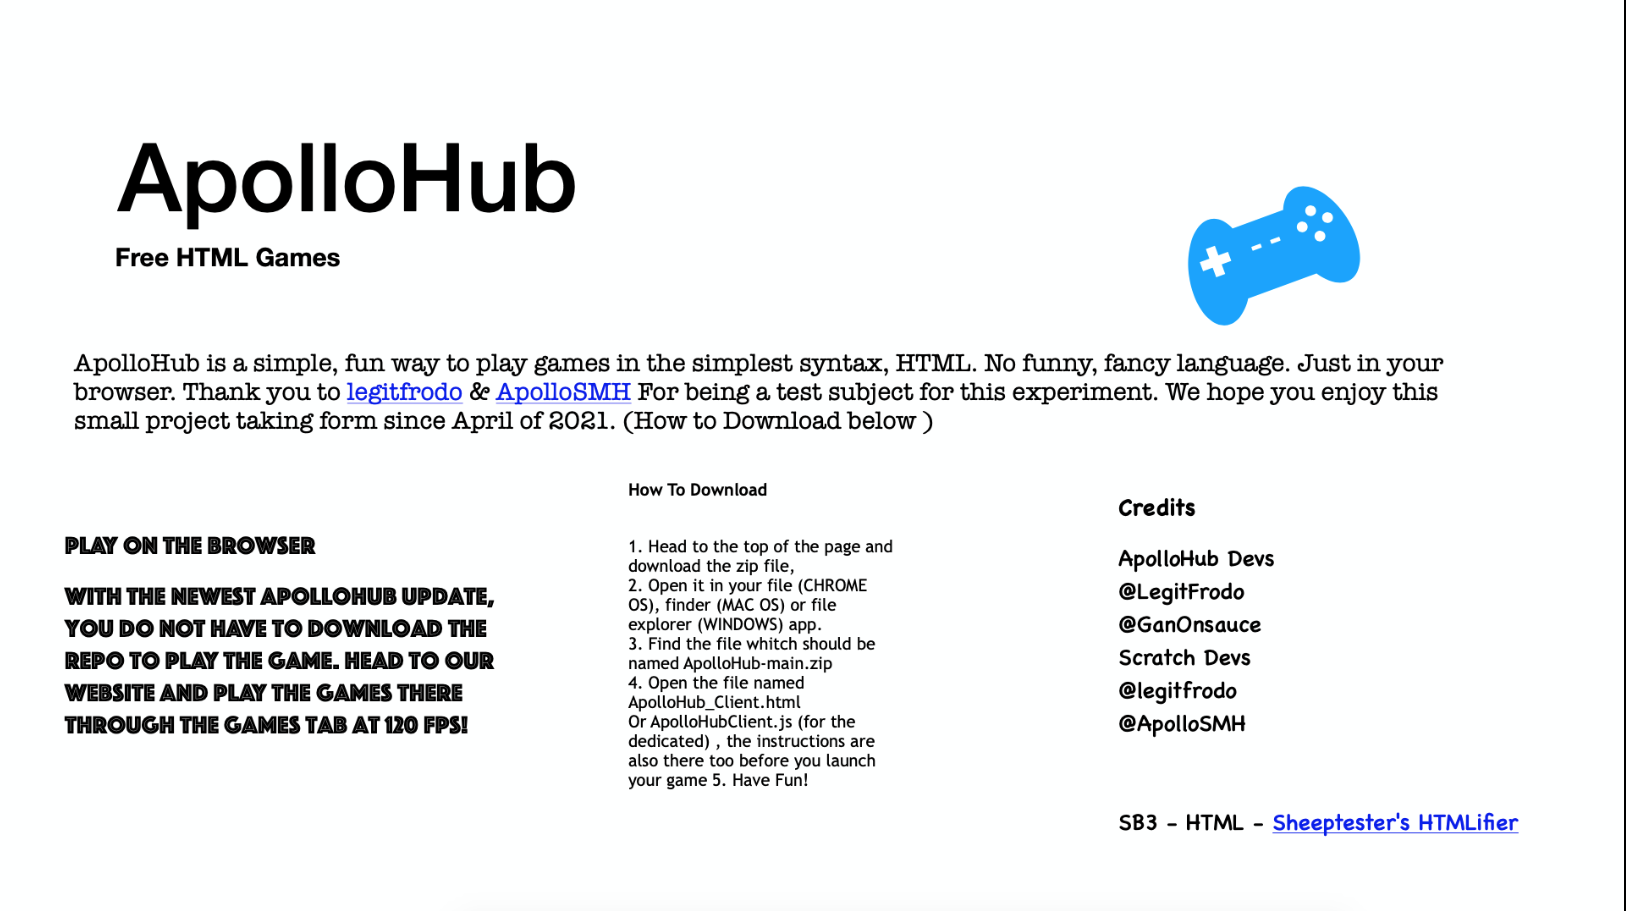 ApolloHub
Free HTML Games
ApolloHub is a simple, fun way to play games in the simplest syntax, HTML. No funny, fancy language. Just in your
browser. Thank you to legitfrodo & ApolloSMH For being a test subject for this experiment. We hope you enjoy this
small project taking form since April of 2021. (How to Download below )
PLAY ON THE BROWSER
WITH THE NEWEST APOLLOHUB UPDATE,
YOU DO NOT HAVE TO DOWNLOAD THE
REPO TO PLAY THE GAME. HEAD TO OUR
WEBSITE AND PLAY THE GAMES THERE
THROUGH THE GAMES TAB AT 120 FPS!
How To Download
1. Head to the top of the page and
download the zip file,
2. Open it in your file (CHROME
OS), finder (MAC OS) or file
explorer (WINDOWS) app.
3. Find the file whitch should be
named ApolloHub-main.zip
4. Open the file named
ApolloHub_Client.html
Or ApolloHubClient.js (for the
dedicated) , the instructions are
also there too before you launch
your game 5. Have Fun!
Credits
ApolloHub Devs
@LegitFrodo
@GanOnsauce
Scratch Devs
@legitfrodo
@ApolloSMH
SB3 - HTML - Sheeptester's HTMLifier